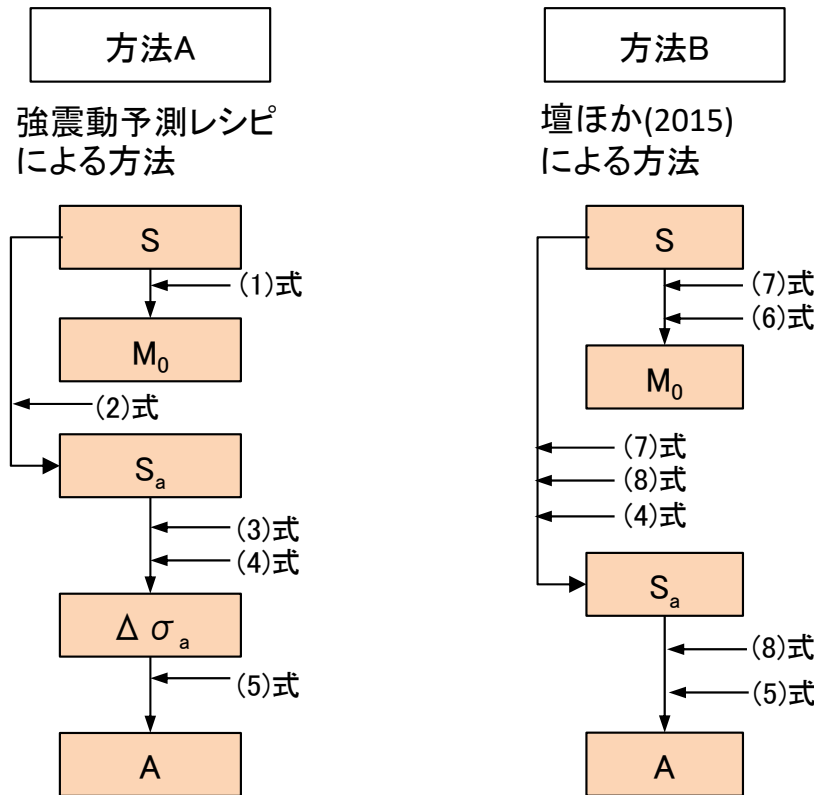 方法A
強震動予測レシピ
による方法
S
(1)式
M₀
(2)式
Sₐ
(3)式
(4)式
Δσₐ
(5)式
A
方法B
壇ほか(2015)
による方法
S
(7)式
(6)式
M₀
(7)式
(8)式
(4)式
Sₐ
(8)式
(5)式
A